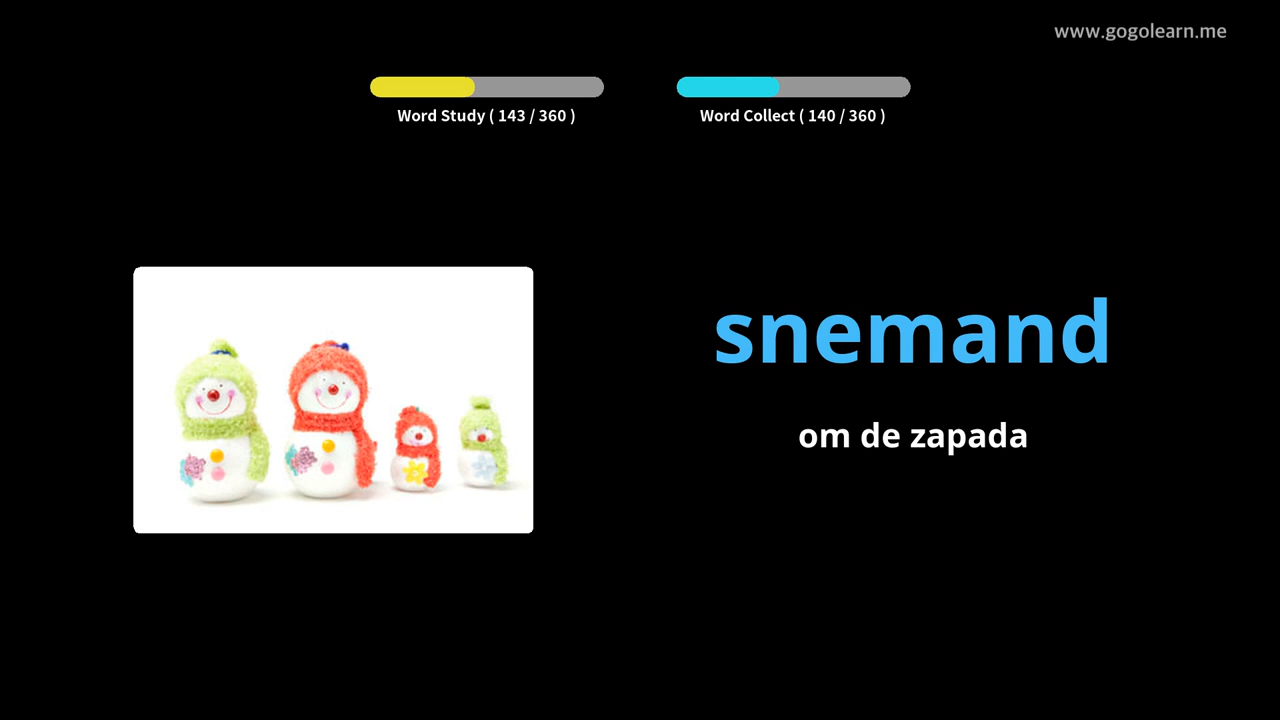 www.gogolearn.me
Word Study ( 143 / 360 )
Word Collect ( 140 / 360 )
snemand
om de zapada